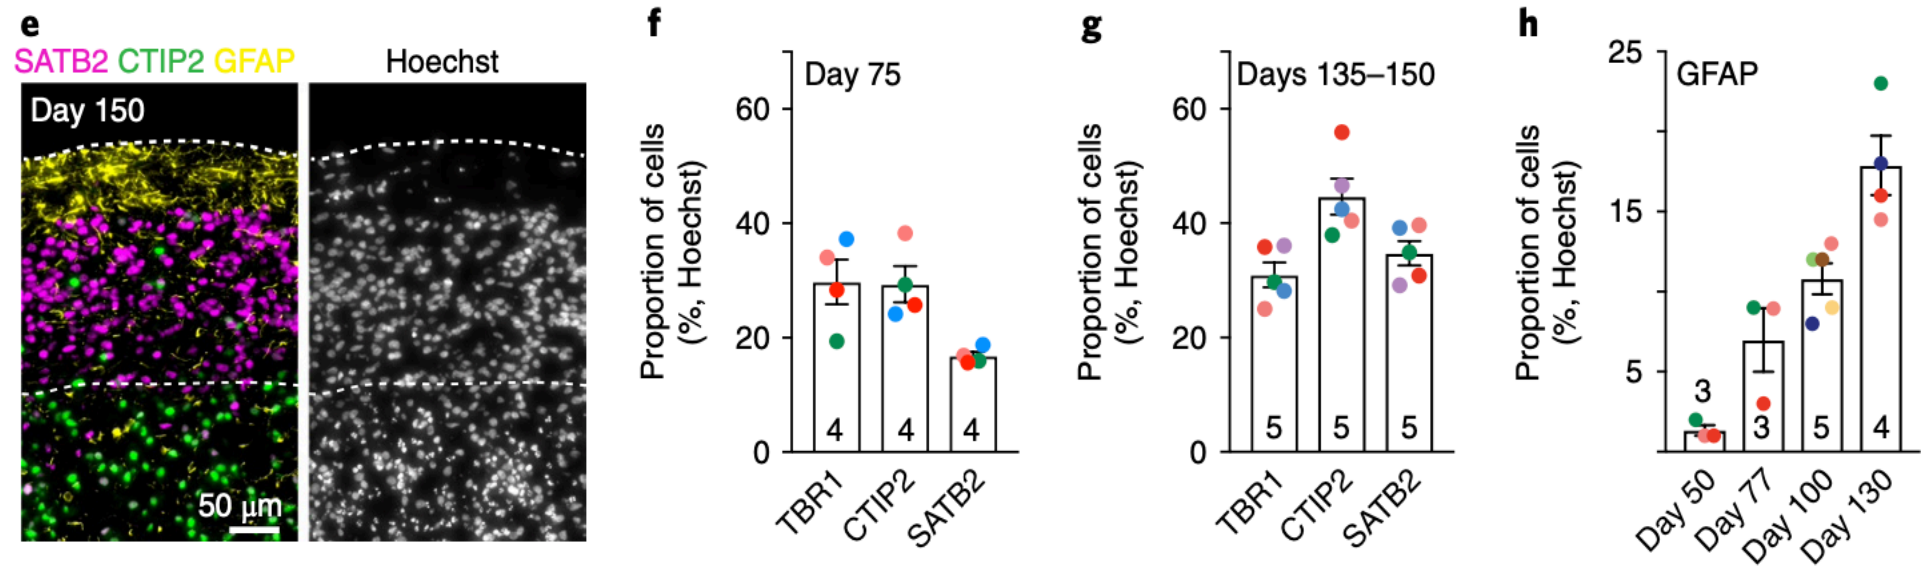 e
SATB2 CTIP2 GFAP
Hoechst
Day 150
50 μm
f
Proportion of cells
(%, Hoechst)
Day 75
60
40
20
0
4
4
4
TBR1
CTIP2
SATB2
g
Proportion of cells
(%, Hoechst)
Days 135–150
60
40
20
0
5
5
5
TBR1
CTIP2
SATB2
h
Proportion of cells
(%, Hoechst)
GFAP
25
15
5
3
3
5
4
Day 50
Day 77
Day 100
Day 130